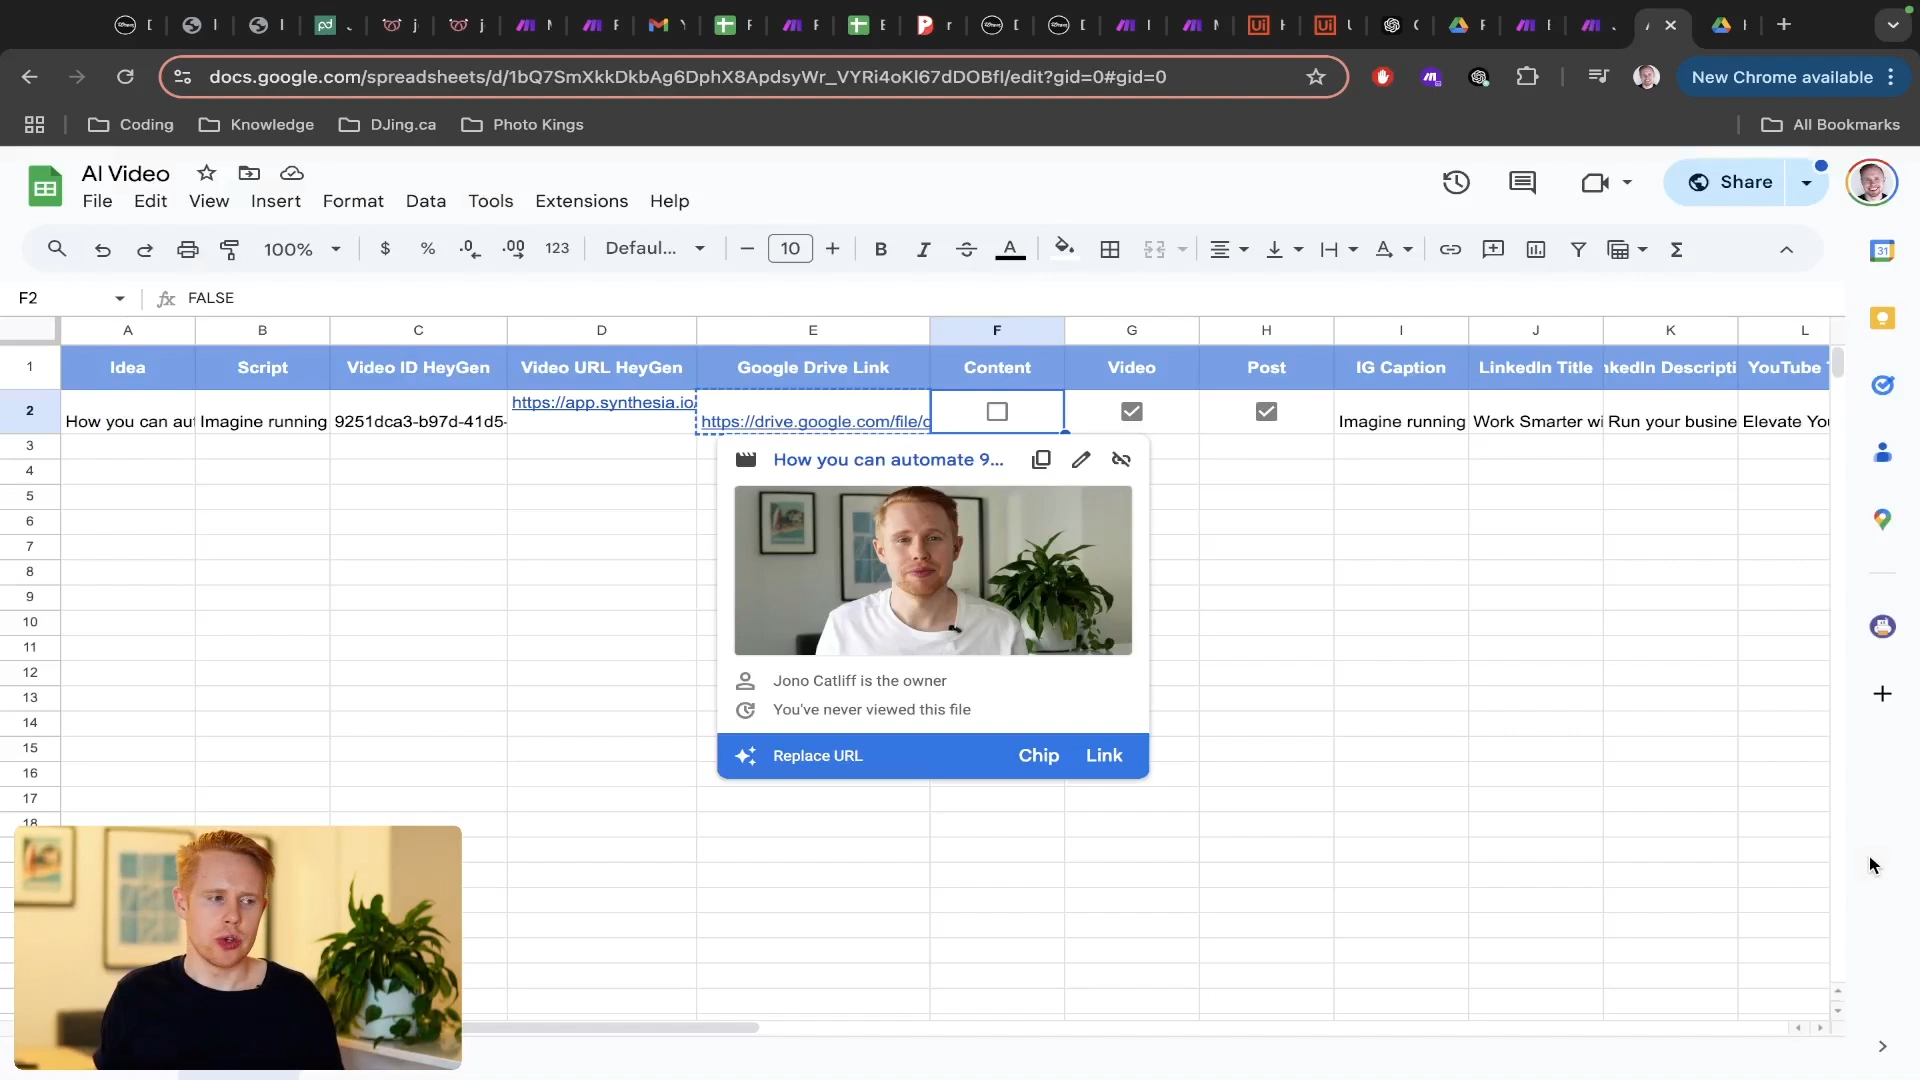 docs.google.com/spreadsheets/d/1bQ7SmXkkDkbAg6DphX8ApdsyWr_VYRi4oKl67dDOBfI/edit?gid=0#gid=0
New Chrome available
Coding
Knowledge
DJing.ca
Photo Kings
All Bookmarks
AI Video
File Edit View Insert Format Data Tools Extensions Help
Share
100% $ % .0 .00 123 Defaul... 10 B I A
31
F2 FALSE
A B C D E F G H I J K L
1 Idea Script Video ID HeyGen Video URL HeyGen Google Drive Link Content Video Post IG Caption LinkedIn Title nkedIn Descripti YouTube
2 How you can aut Imagine running 9251dca3-b97d-41d5- https://app.synthesia.io https://drive.google.com/file/ Imagine running Work Smarter wi Run your busine Elevate You
3
4
5
6
7
8
9
10
11
12
13
14
15
16
17
18
How you can automate 9...
Jono Catliff is the owner
You've never viewed this file
Replace URL Chip Link